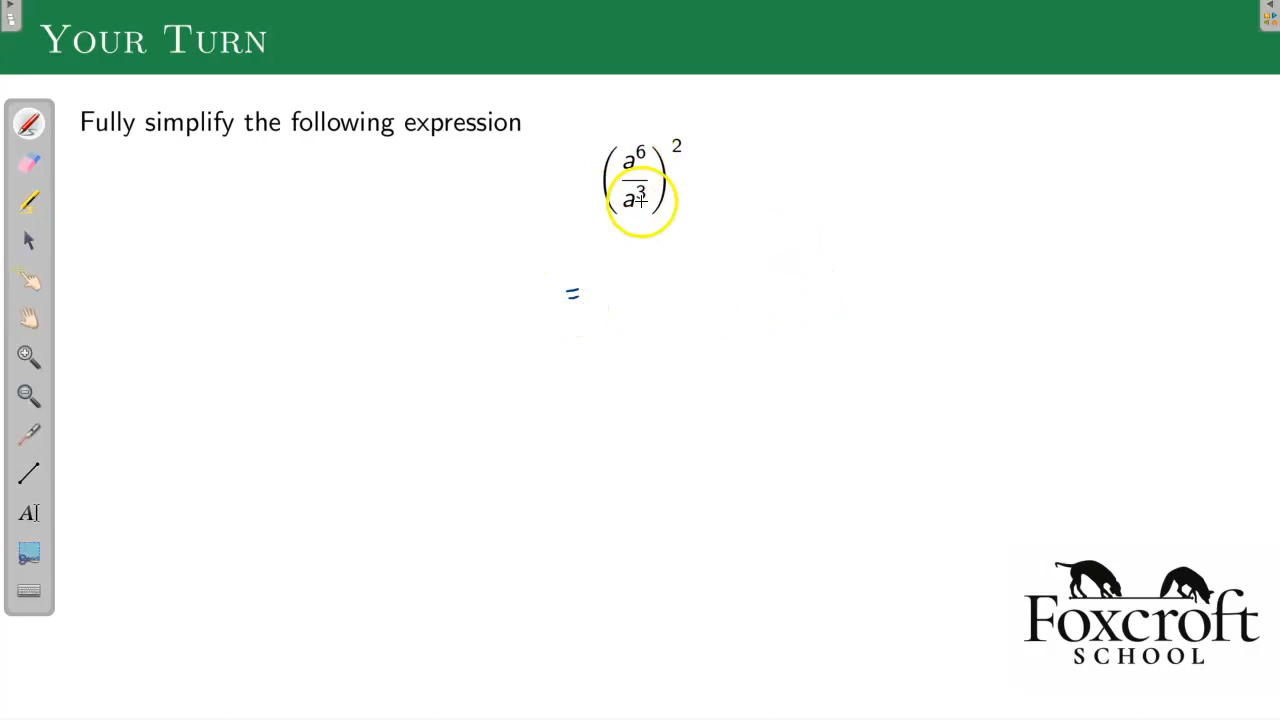 YOUR TURN
Fully simplify the following expression
(a^6/a^3)^2
=
A
Foxcroft
SCHOOL